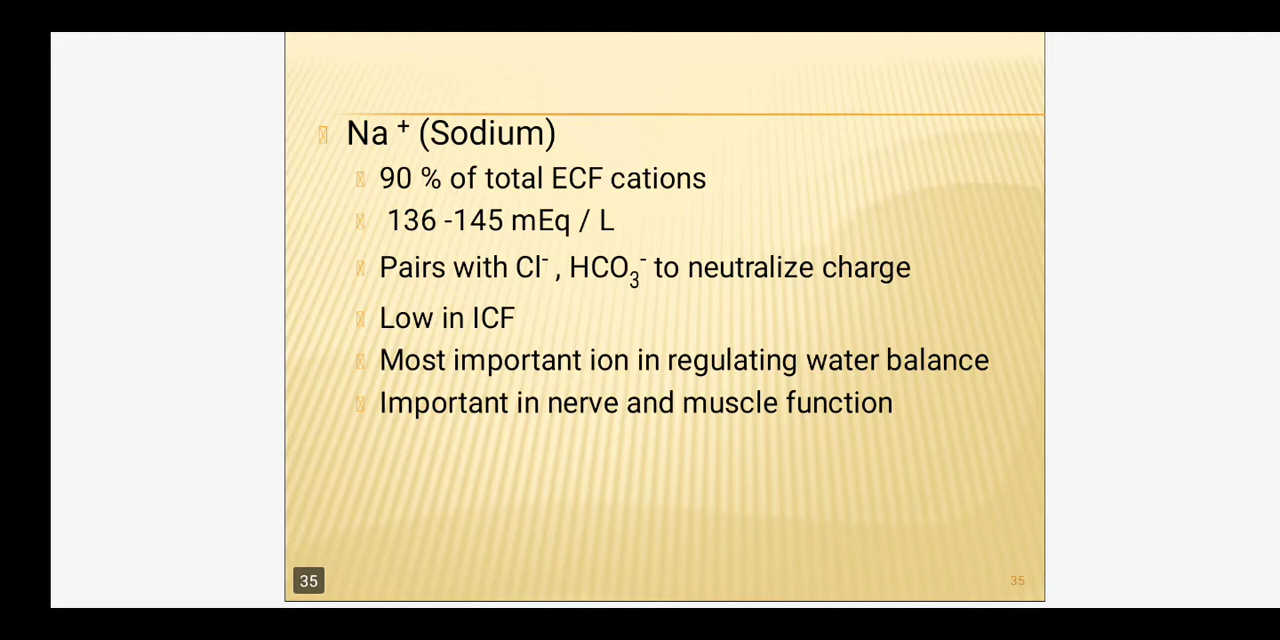 Na + (Sodium)
90 % of total ECF cations
136 -145 mEq / L
Pairs with Cl⁻ , HCO₃⁻ to neutralize charge
Low in ICF
Most important ion in regulating water balance
Important in nerve and muscle function
35
35